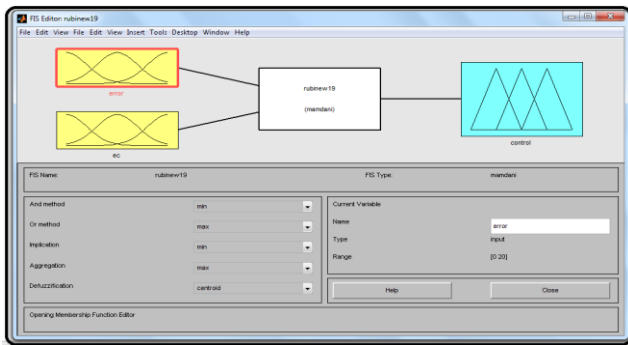 FIS Editor: rubinew19
File Edit View File Edit View Insert Tools Desktop Window Help
error
rubinew19
(mamdani)
ec
control
FIS Name: rubinew19 FIS Type: mamdani
And method min
Or method max
Implication min
Aggregation max
Defuzzification centroid
Current Variable
Name error
Type input
Range [0 20]
Help Close
Opening Membership Function Editor